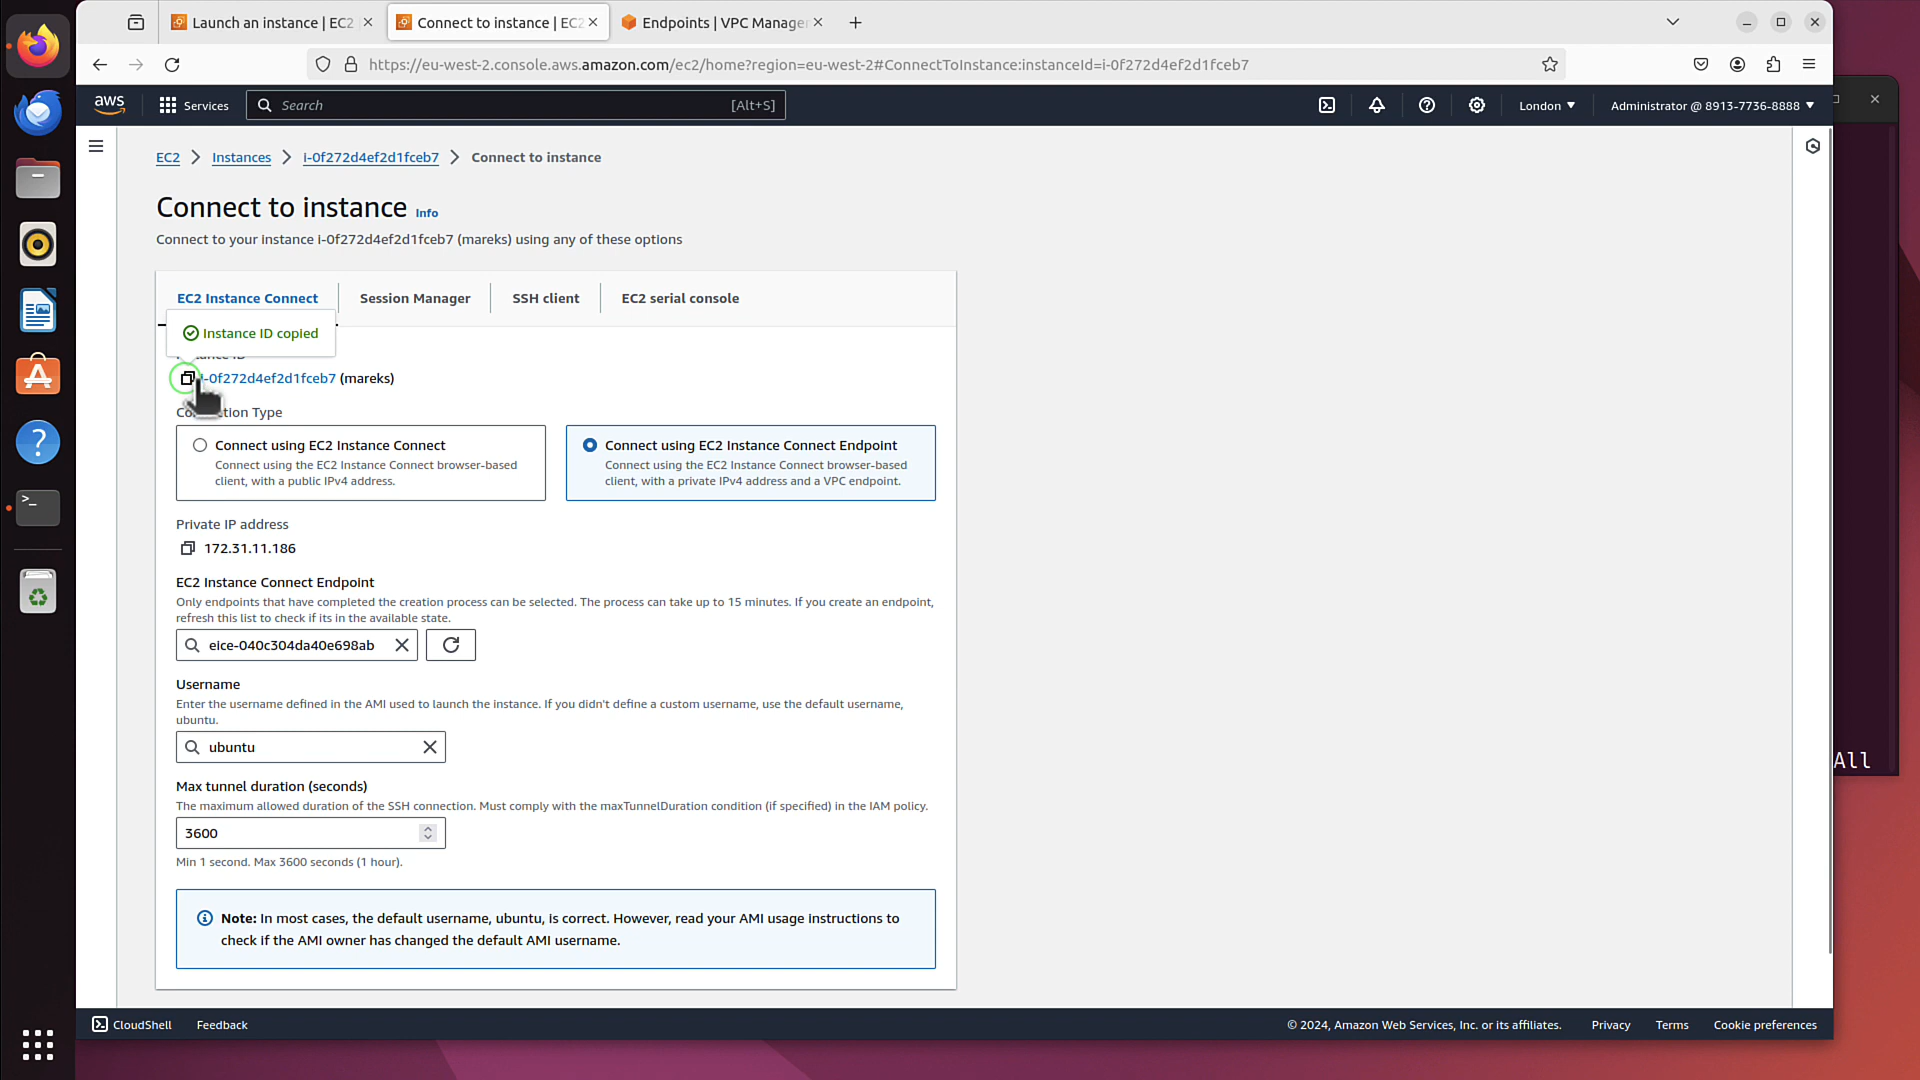 Launch an instance | EC2
Connect to instance | EC2
Endpoints | VPC Manage
https://eu-west-2.console.aws.amazon.com/ec2/home?region=eu-west-2#ConnectToInstance:instanceId=i-0f272d4ef2d1fceb7
aws
Services
Search
[Alt+S]
London
Administrator @ 8913-7736-8888
EC2
Instances
i-0f272d4ef2d1fceb7
Connect to instance
Connect to instance Info
Connect to your instance i-0f272d4ef2d1fceb7 (mareks) using any of these options
EC2 Instance Connect
Session Manager
SSH client
EC2 serial console
Instance ID copied
i-0f272d4ef2d1fceb7 (mareks)
Type
Connect using EC2 Instance Connect
Connect using the EC2 Instance Connect browser-based
client, with a public IPv4 address.
Connect using EC2 Instance Connect Endpoint
Connect using the EC2 Instance Connect browser-based
client, with a private IPv4 address and a VPC endpoint.
Private IP address
172.31.11.186
EC2 Instance Connect Endpoint
Only endpoints that have completed the creation process can be selected. The process can take up to 15 minutes. If you create an endpoint,
refresh this list to check if its in the available state.
eice-040c304da40e698ab
Username
Enter the username defined in the AMI used to launch the instance. If you didn't define a custom username, use the default username,
ubuntu.
ubuntu
Max tunnel duration (seconds)
The maximum allowed duration of the SSH connection. Must comply with the maxTunnelDuration condition (if specified) in the IAM policy.
3600
Min 1 second. Max 3600 seconds (1 hour).
Note: In most cases, the default username, ubuntu, is correct. However, read your AMI usage instructions to
check if the AMI owner has changed the default AMI username.
All
CloudShell
Feedback
© 2024, Amazon Web Services, Inc. or its affiliates.
Privacy
Terms
Cookie preferences